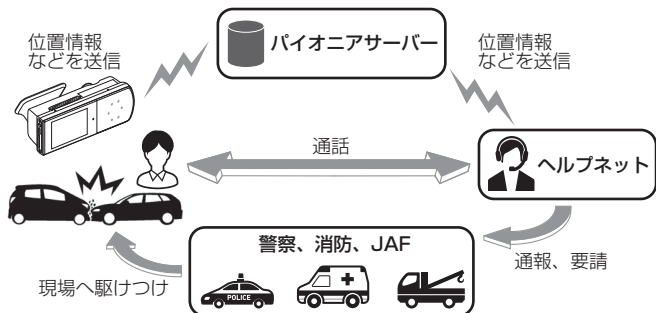 パイオニアサーバー
位置情報
などを送信
位置情報
などを送信
通話
ヘルプネット
警察、消防、JAF
POLICE
通報、要請
現場へ駆けつけ